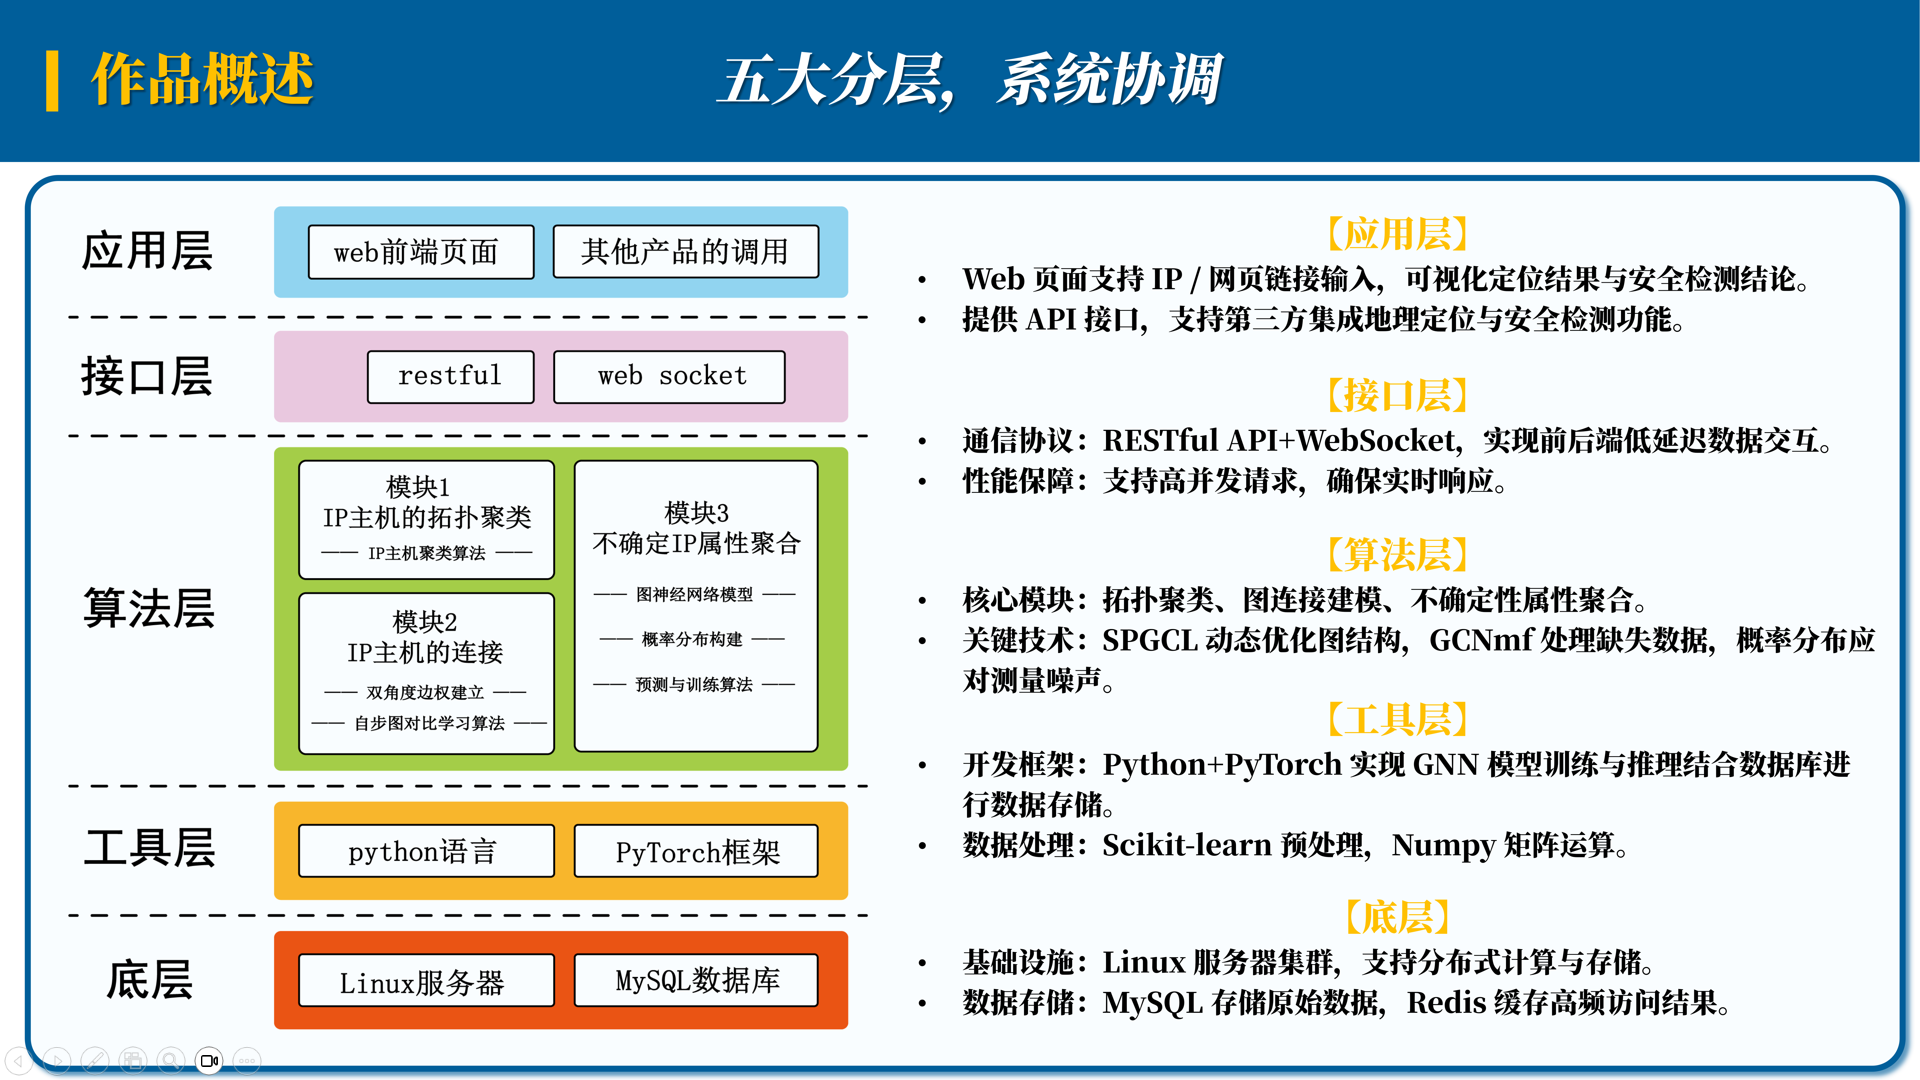 作品概述
五大分层，系统协调
应用层
web前端页面
其他产品的调用
接口层
restful
web socket
算法层
模块1
IP主机的拓扑聚类
—— IP主机聚类算法 ——
模块2
IP主机的连接
—— 双角度边权建立 ——
—— 自步图对比学习算法 ——
模块3
不确定IP属性聚合
—— 图神经网络模型 ——
—— 概率分布构建 ——
—— 预测与训练算法 ——
工具层
python语言
PyTorch框架
底层
Linux服务器
MySQL数据库
【应用层】
• Web 页面支持 IP / 网页链接输入，可视化定位结果与安全检测结论。
• 提供 API 接口，支持第三方集成地理定位与安全检测功能。
【接口层】
• 通信协议：RESTful API+WebSocket，实现前后端低延迟数据交互。
• 性能保障：支持高并发请求，确保实时响应。
【算法层】
• 核心模块：拓扑聚类、图连接建模、不确定性属性聚合。
• 关键技术：SPGCL 动态优化图结构，GCNmf 处理缺失数据，概率分布应
对测量噪声。
【工具层】
• 开发框架：Python+PyTorch 实现 GNN 模型训练与推理结合数据库进
行数据存储。
• 数据处理：Scikit-learn 预处理，Numpy 矩阵运算。
【底层】
• 基础设施：Linux 服务器集群，支持分布式计算与存储。
• 数据存储：MySQL 存储原始数据，Redis 缓存高频访问结果。